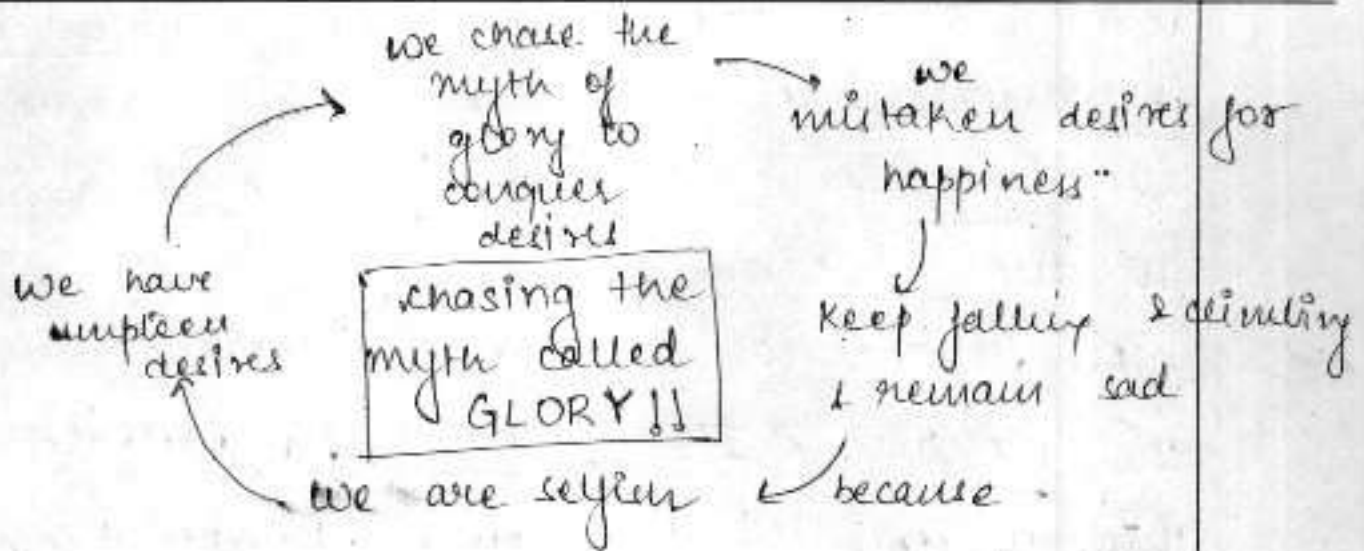 we chase the
myth of
glory to
conquer
desires
we
mistaken desires for
happiness"
keep falling & climbing
& remain sad
because
we are selfish
we have
umpteen
desires
chasing the
myth called
GLORY!!